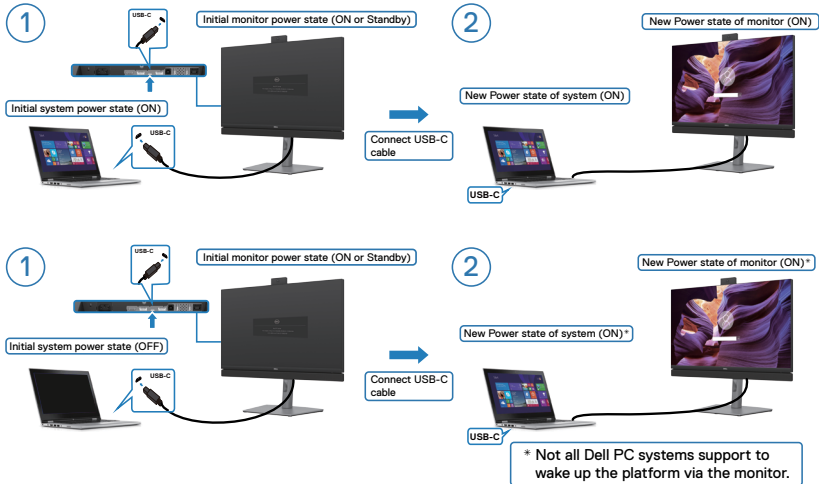 1
USB-C
Initial monitor power state (ON or Standby)
Initial system power state (ON)
USB-C
Connect USB-C
cable
2
New Power state of monitor (ON)
New Power state of system (ON)
USB-C
1
USB-C
Initial monitor power state (ON or Standby)
Initial system power state (OFF)
USB-C
Connect USB-C
cable
2
New Power state of monitor (ON)*
New Power state of system (ON)*
USB-C
* Not all Dell PC systems support to
wake up the platform via the monitor.